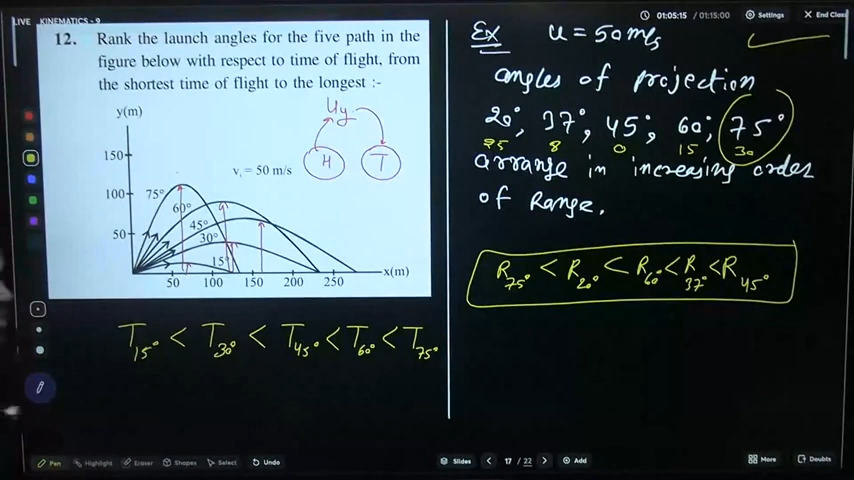 LIVE KINEMATICS - 9
01:05:15 / 01:15:00
Settings
End Class
12. Rank the launch angles for the five path in the
figure below with respect to time of flight, from
the shortest time of flight to the longest :-
y(m)
150
100
50
75°
60°
45°
30°
15°
vᵢ = 50 m/s
50 100 150 200 250
x(m)
Uy
H T
T15° < T30° < T45° < T60° < T75°
Ex u = 50 m/s
angles of projection
20°, 37°, 45°, 60°, 75°
25 8 0 15 30
arrange in increasing order
of Range.
R75° < R20° < R60° < R37° < R45°
Pen Highlight Eraser Shapes Select Undo
Slides 17 / 22 Add
More Doubts